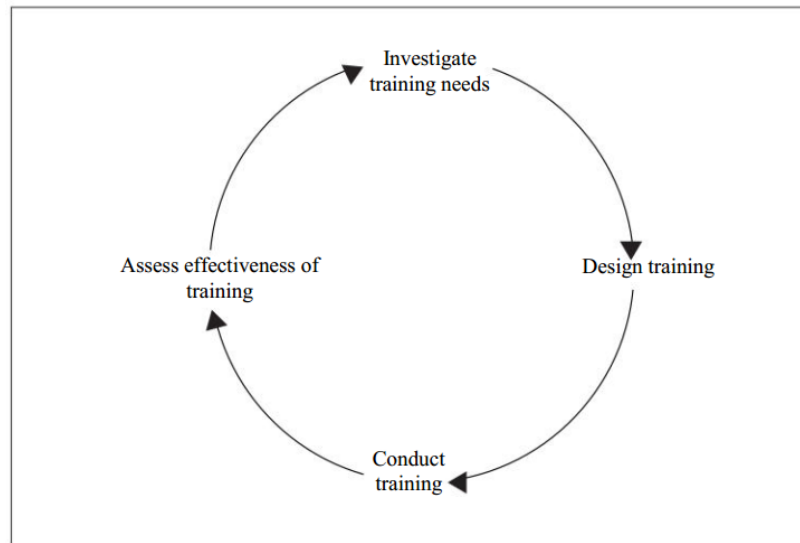 Investigate
training needs
Design training
Conduct
training
Assess effectiveness of
training